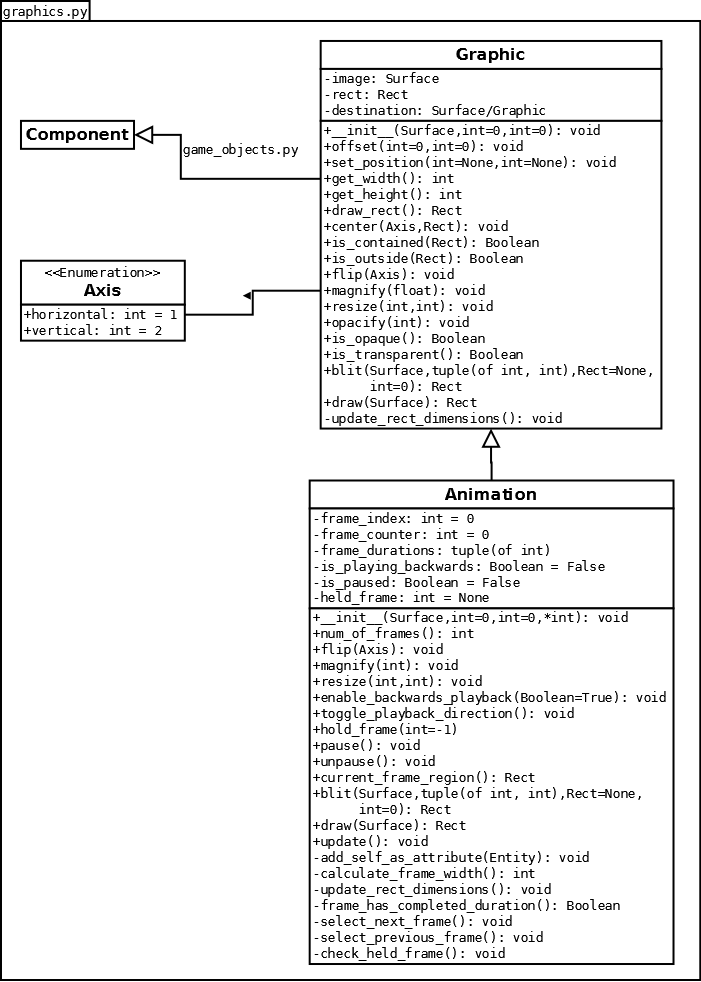 graphics.py
Graphic
-image: Surface
-rect: Rect
-destination: Surface/Graphic
+__init__(Surface,int=0,int=0): void
+offset(int=0,int=0): void
+set_position(int=None,int=None): void
+get_width(): int
+get_height(): int
+draw_rect(): Rect
+center(Axis,Rect): void
+is_contained(Rect): Boolean
+is_outside(Rect): Boolean
+flip(Axis): void
+magnify(float): void
+resize(int,int): void
+opacify(int): void
+is_opaque(): Boolean
+is_transparent(): Boolean
+blit(Surface,tuple(of int, int),Rect=None,
int=0): Rect
+draw(Surface): Rect
-update_rect_dimensions(): void
Component
game_objects.py
<<Enumeration>>
Axis
+horizontal: int = 1
+vertical: int = 2
Animation
-frame_index: int = 0
-frame_counter: int = 0
-frame_durations: tuple(of int)
-is_playing_backwards: Boolean = False
-is_paused: Boolean = False
-held_frame: int = None
+__init__(Surface,int=0,int=0,*int): void
+num_of_frames(): int
+flip(Axis): void
+magnify(int): void
+resize(int,int): void
+enable_backwards_playback(Boolean=True): void
+toggle_playback_direction(): void
+hold_frame(int=-1)
+pause(): void
+unpause(): void
+current_frame_region(): Rect
+blit(Surface,tuple(of int, int),Rect=None,
int=0): Rect
+draw(Surface): Rect
+update(): void
-add_self_as_attribute(Entity): void
-calculate_frame_width(): int
-update_rect_dimensions(): void
-frame_has_completed_duration(): Boolean
-select_next_frame(): void
-select_previous_frame(): void
-check_held_frame(): void